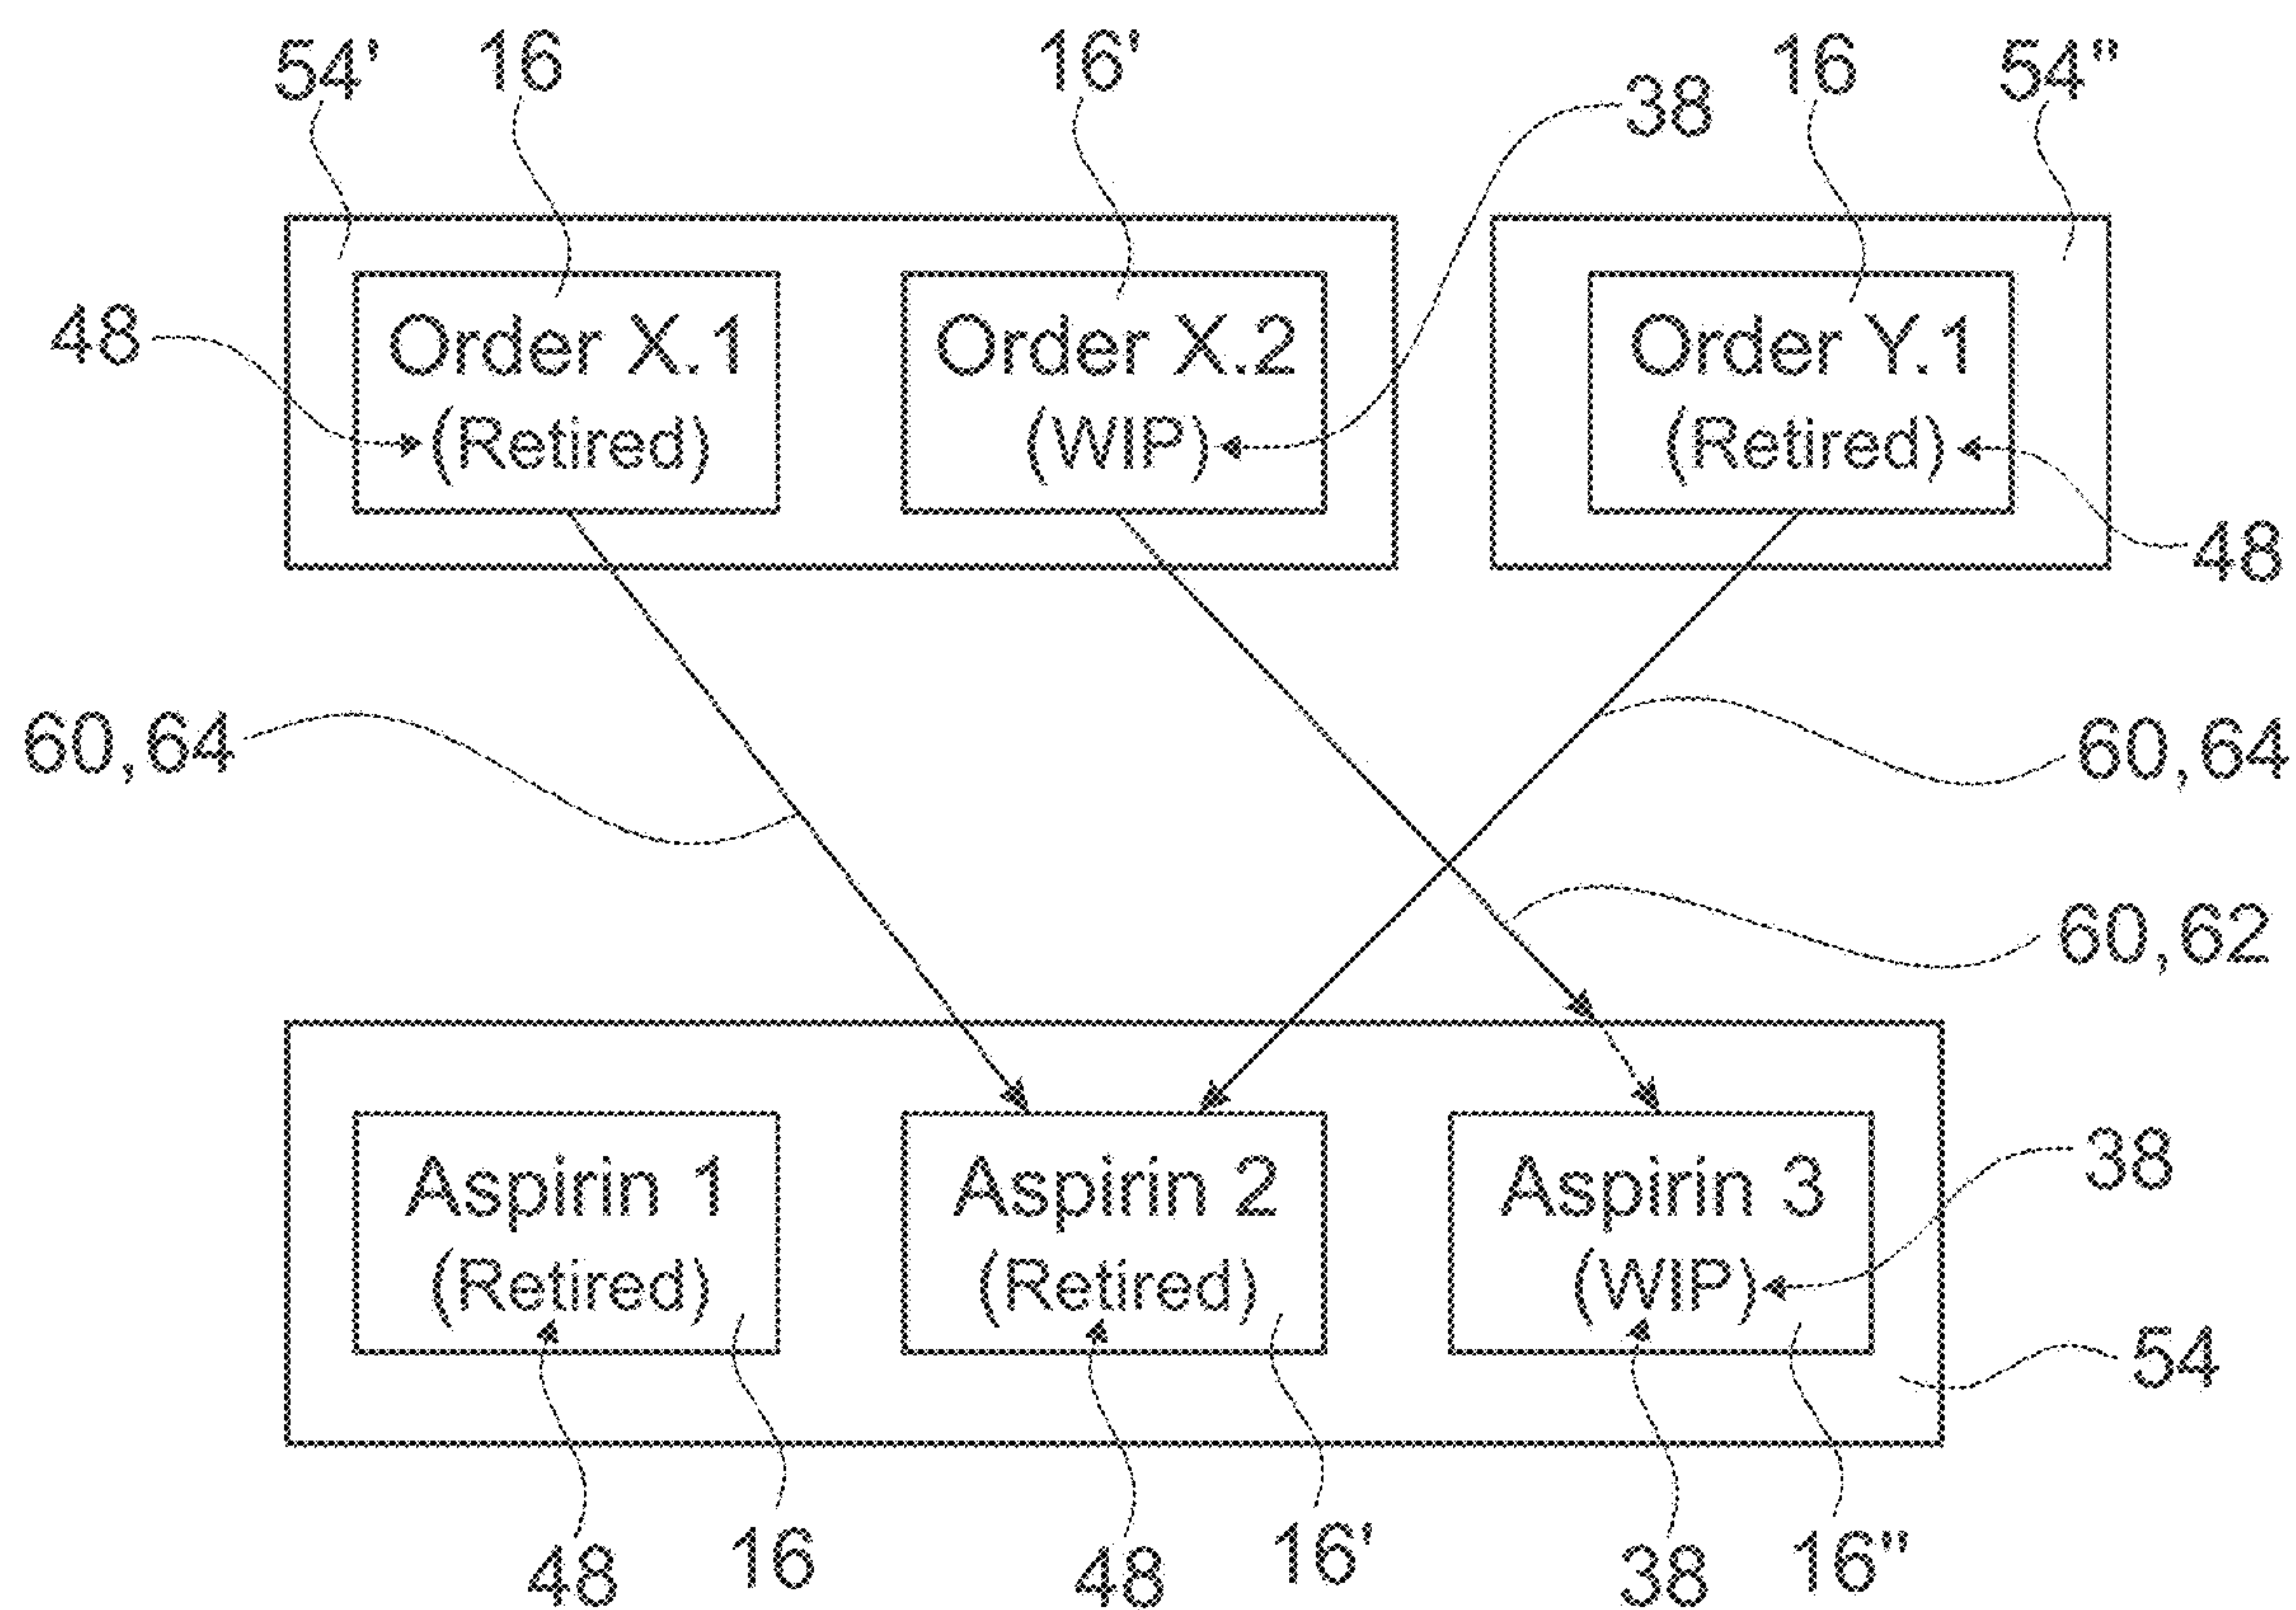 54' 16 16' 38 16 54"
48 Order X.1 Order X.2 Order Y.1
(Retired) (WIP) (Retired)
48
60,64 60,64
60,62
Aspirin 1 Aspirin 2 Aspirin 3 38
(Retired) (Retired) (WIP)
54
48 16 48 16' 38 16"